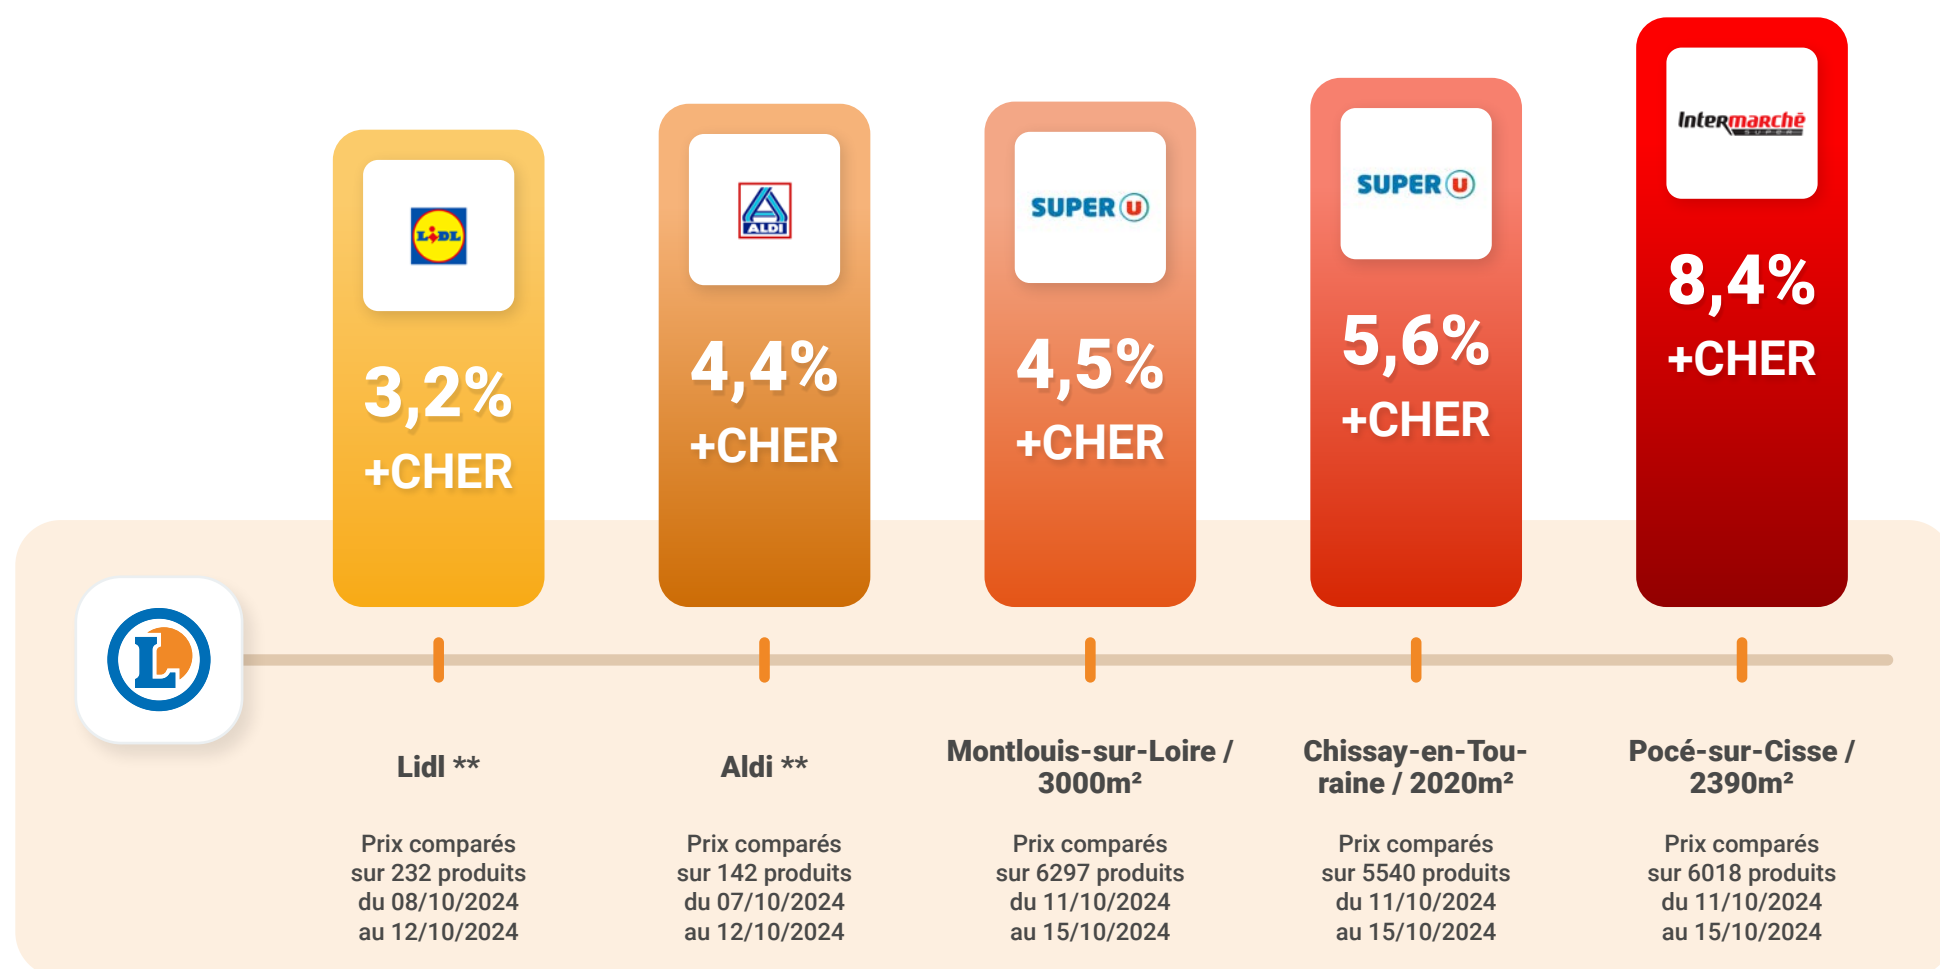 LIDL
3,2%
+CHER
ALDI
4,4%
+CHER
SUPER U
4,5%
+CHER
SUPER U
5,6%
+CHER
Intermarchē
SUPER
8,4%
+CHER
L
Lidl **
Prix comparés
sur 232 produits
du 08/10/2024
au 12/10/2024
Aldi **
Prix comparés
sur 142 produits
du 07/10/2024
au 12/10/2024
Montlouis-sur-Loire /
3000m²
Prix comparés
sur 6297 produits
du 11/10/2024
au 15/10/2024
Chissay-en-Tou-
raine / 2020m²
Prix comparés
sur 5540 produits
du 11/10/2024
au 15/10/2024
Pocé-sur-Cisse /
2390m²
Prix comparés
sur 6018 produits
du 11/10/2024
au 15/10/2024